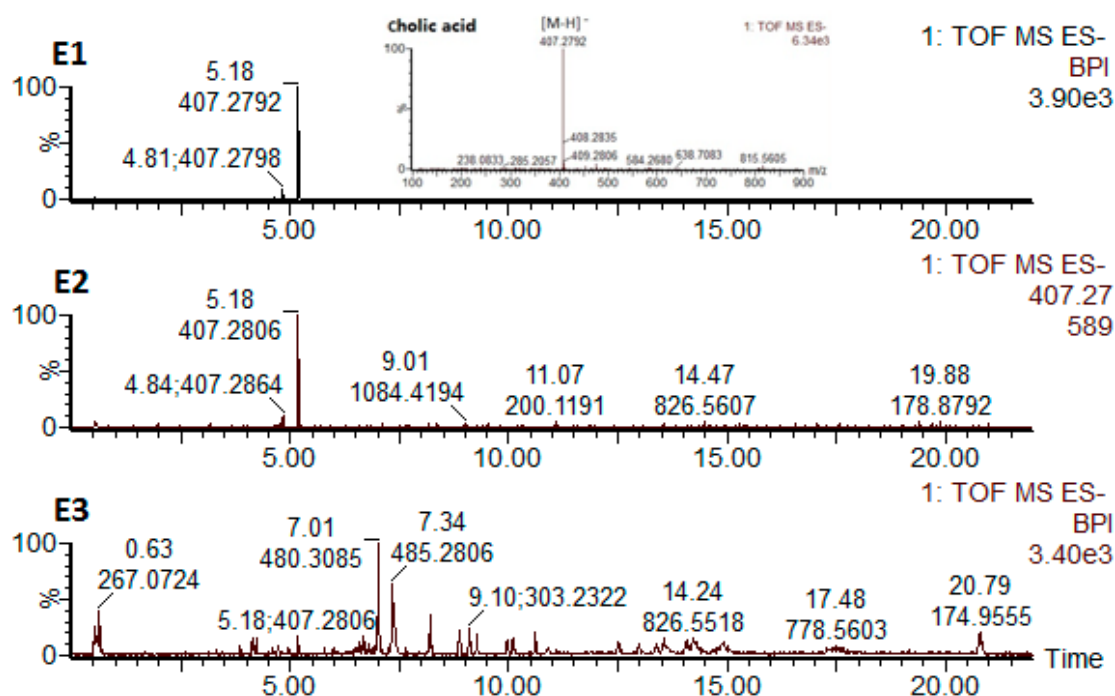 Cholic acid
[M-H]⁻
407.2792
1: TOF MS ES-
6.34e3
100
%
0
238.0833
285.2057
408.2835
409.2806
584.2680
638.7083
815.5605
m/z
100 200 300 400 500 600 700 800 900
E1
1: TOF MS ES-
BPI
3.90e3
100
%
0
5.18
407.2792
4.81;407.2798
5.00 10.00 15.00 20.00
E2
1: TOF MS ES-
407.27
589
100
%
0
5.18
407.2806
4.84;407.2864
9.01
1084.4194
11.07
200.1191
14.47
826.5607
19.88
178.8792
5.00 10.00 15.00 20.00
E3
1: TOF MS ES-
BPI
3.40e3
100
%
0
0.63
267.0724
5.18;407.2806
7.01
480.3085
7.34
485.2806
9.10;303.2322
14.24
826.5518
17.48
778.5603
20.79
174.9555
5.00 10.00 15.00 20.00
Time